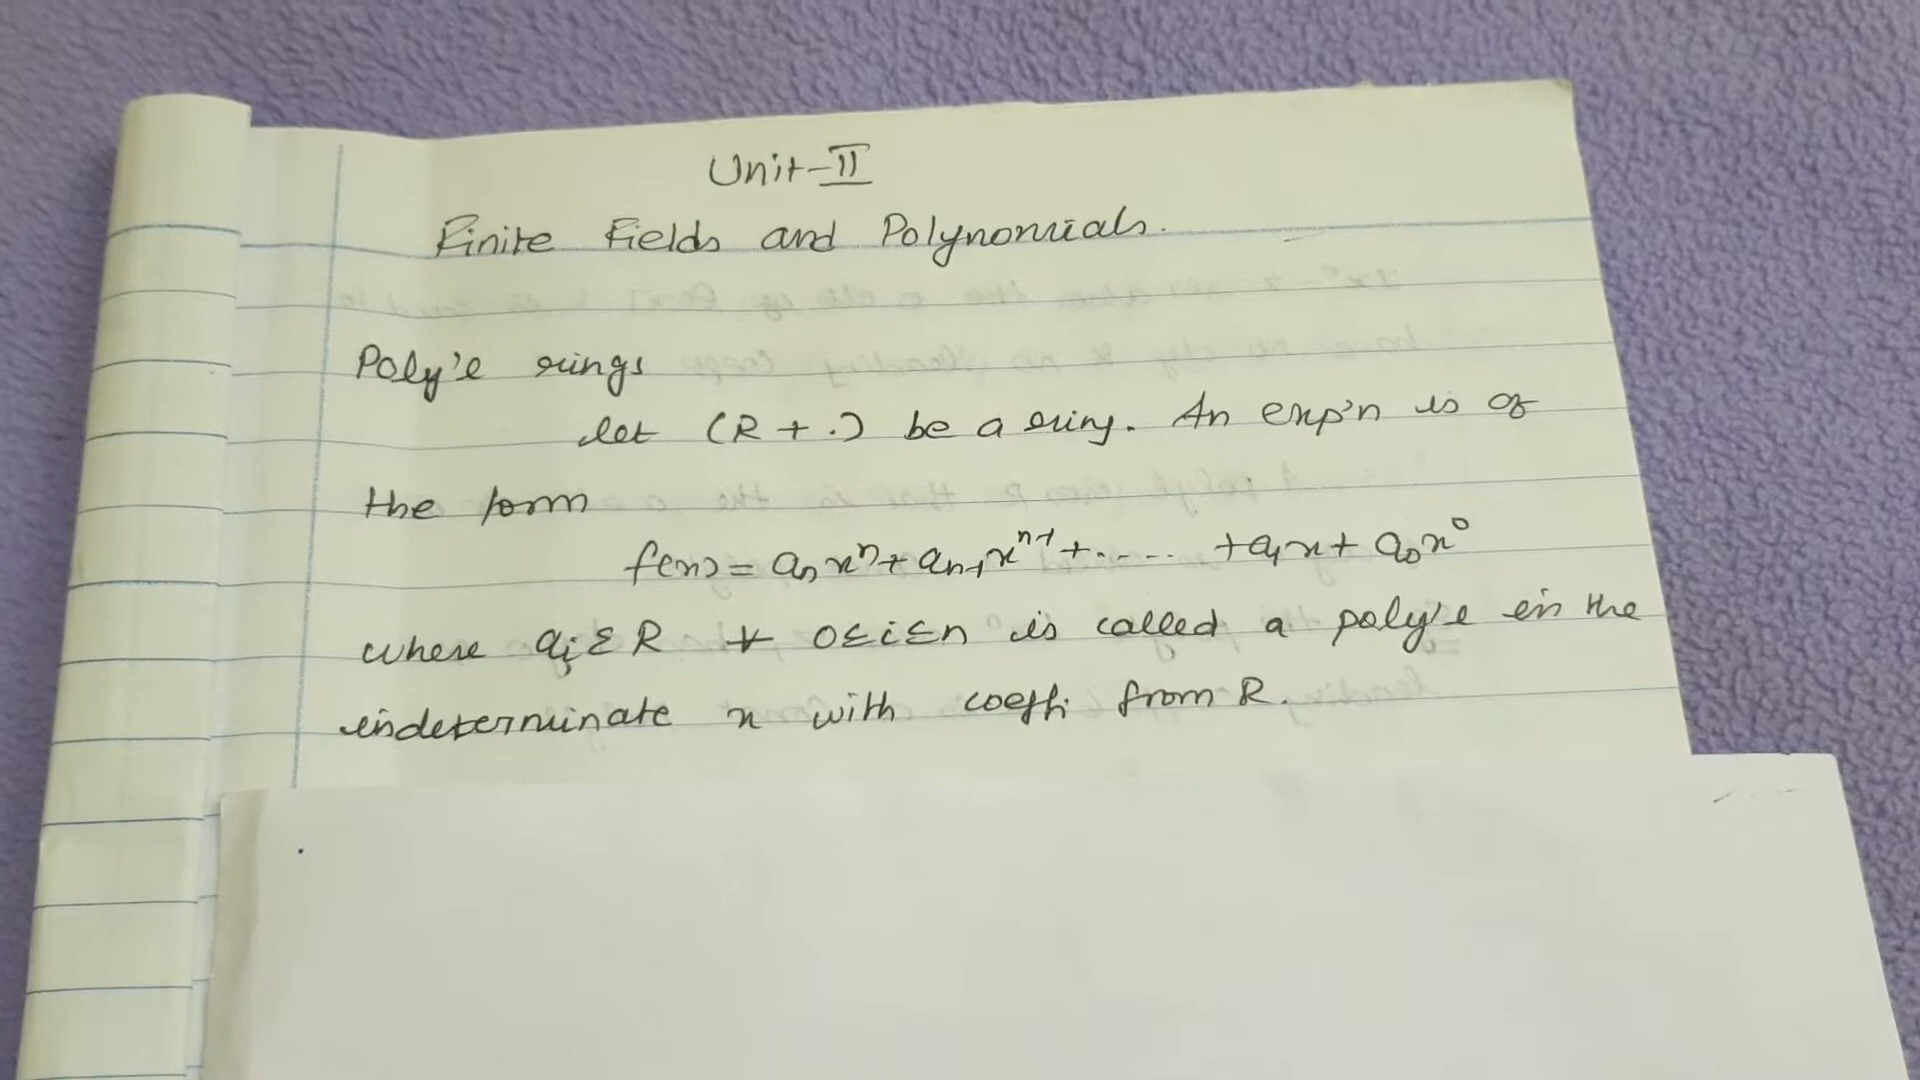 Unit-II
Finite Fields and Polynomials.
Poly'l rings
let (R + .) be a ring. An exp'n is of
the form
f(x) = aₙxⁿ + aₙ₋₁xⁿ⁻¹ + ..... + a₁x + a₀x⁰
where aᵢ ∈ R ∀ 0≤i≤n is called a poly'l in the
indeterminate x with coeffi from R.